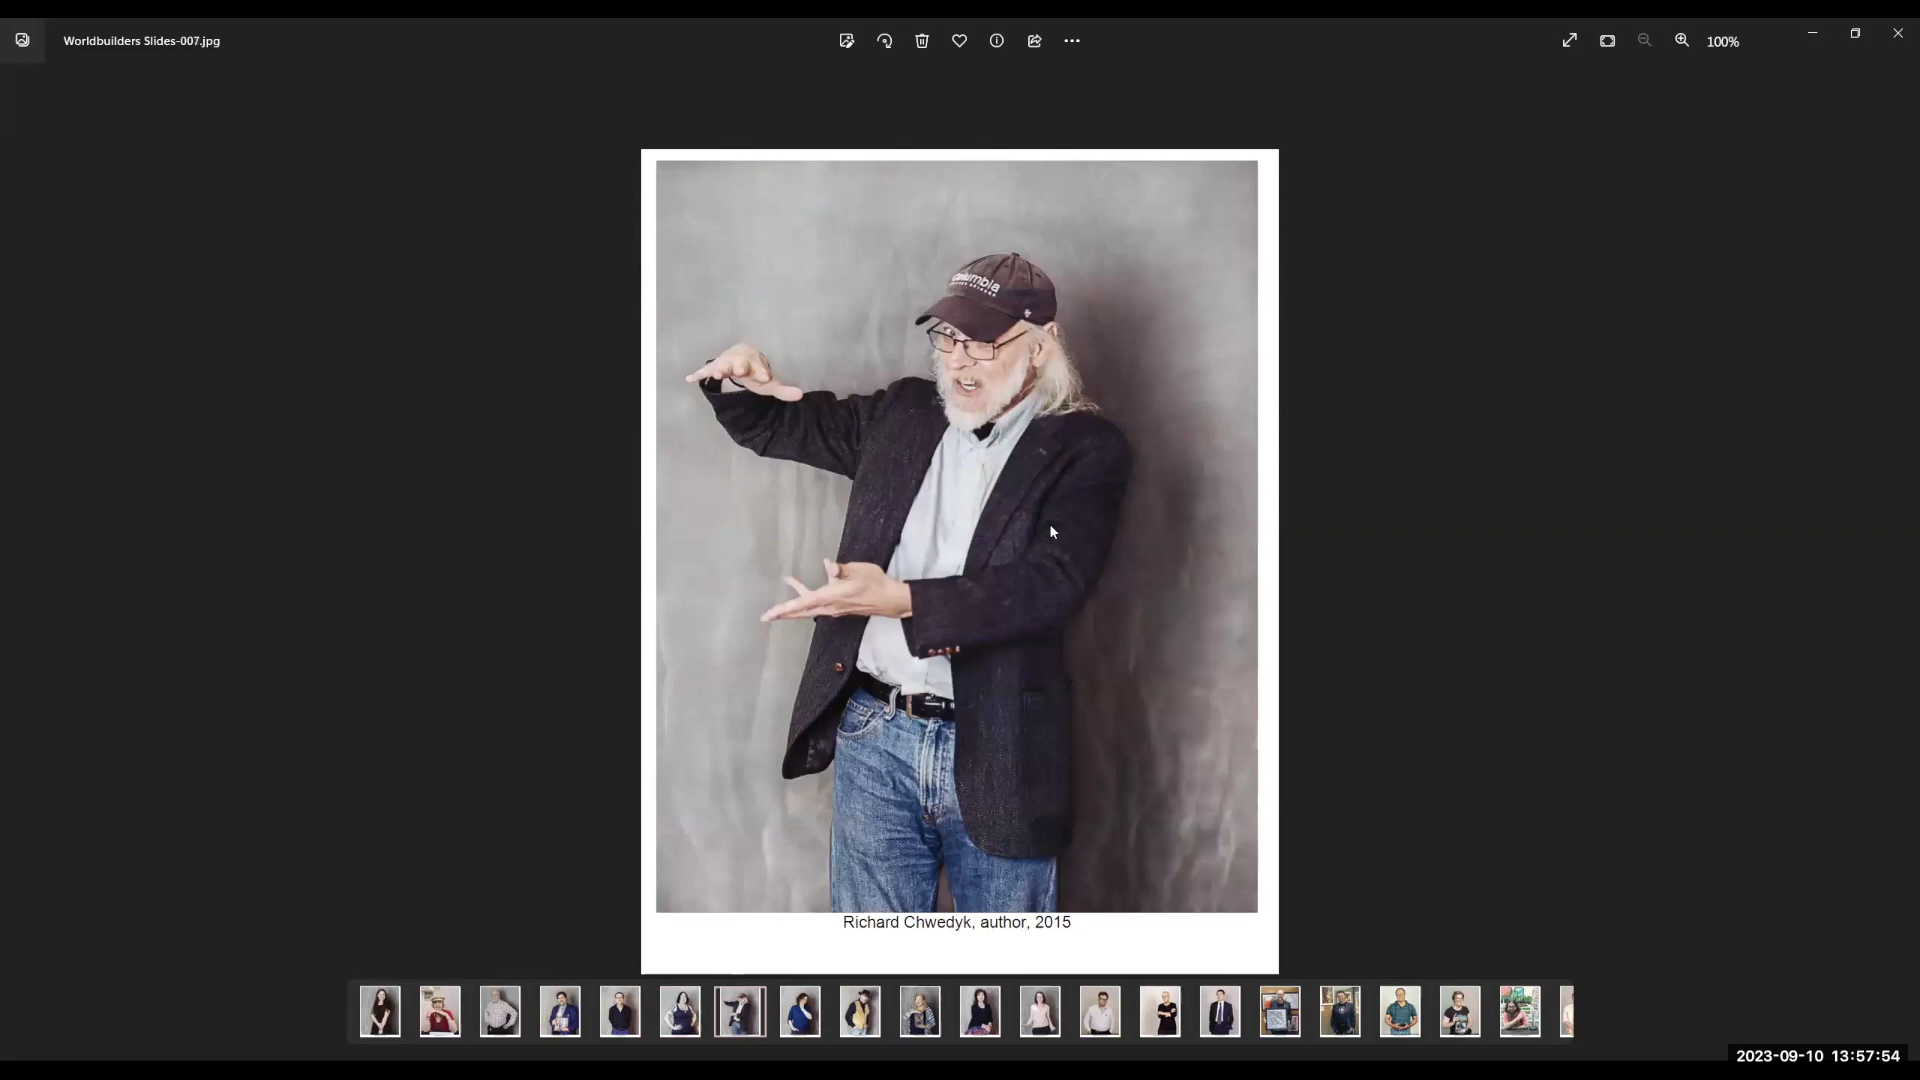 Worldbuilders Slides-007.jpg
100%
Columbia
Richard Chwedyk, author, 2015
2023-09-10 13:57:54